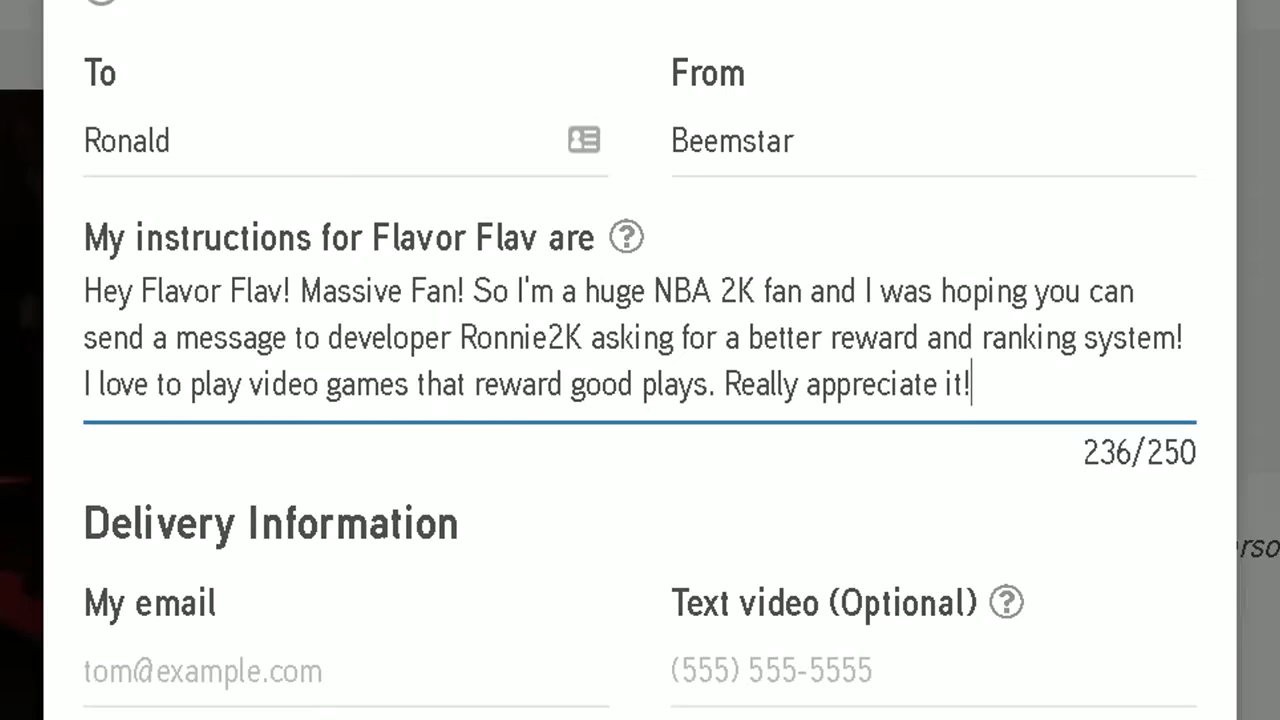 To
From
Ronald
Beemstar
My instructions for Flavor Flav are ?
Hey Flavor Flav! Massive Fan! So I'm a huge NBA 2K fan and I was hoping you can
send a message to developer Ronnie2K asking for a better reward and ranking system!
I love to play video games that reward good plays. Really appreciate it!
236/250
Delivery Information
My email
Text video (Optional) ?
tom@example.com
(555) 555-5555